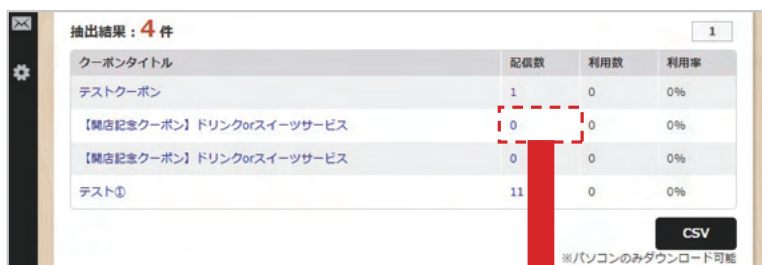 抽出結果：4 件
1
クーポンタイトル 配信数 利用数 利用率
テストクーポン 1 0 0%
【開店記念クーポン】ドリンクorスイーツサービス 0 0 0%
【開店記念クーポン】ドリンクorスイーツサービス 0 0 0%
テスト① 11 0 0%
CSV
※パソコンのみダウンロード可能